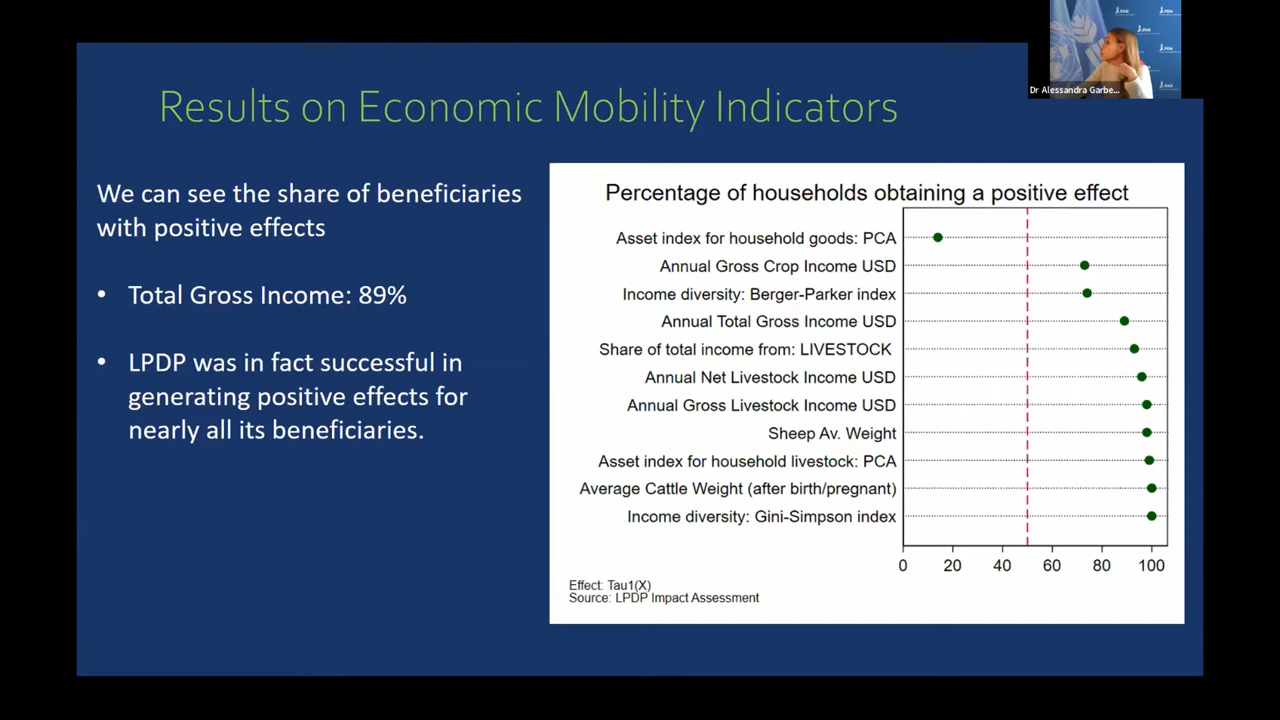 Results on Economic Mobility Indicators
Dr Alessandra Garbe...
We can see the share of beneficiaries
with positive effects
• Total Gross Income: 89%
• LPDP was in fact successful in
generating positive effects for
nearly all its beneficiaries.
Percentage of households obtaining a positive effect
Asset index for household goods: PCA
Annual Gross Crop Income USD
Income diversity: Berger-Parker index
Annual Total Gross Income USD
Share of total income from: LIVESTOCK
Annual Net Livestock Income USD
Annual Gross Livestock Income USD
Sheep Av. Weight
Asset index for household livestock: PCA
Average Cattle Weight (after birth/pregnant)
Income diversity: Gini-Simpson index
0 20 40 60 80 100
Effect: Tau1(X)
Source: LPDP Impact Assessment